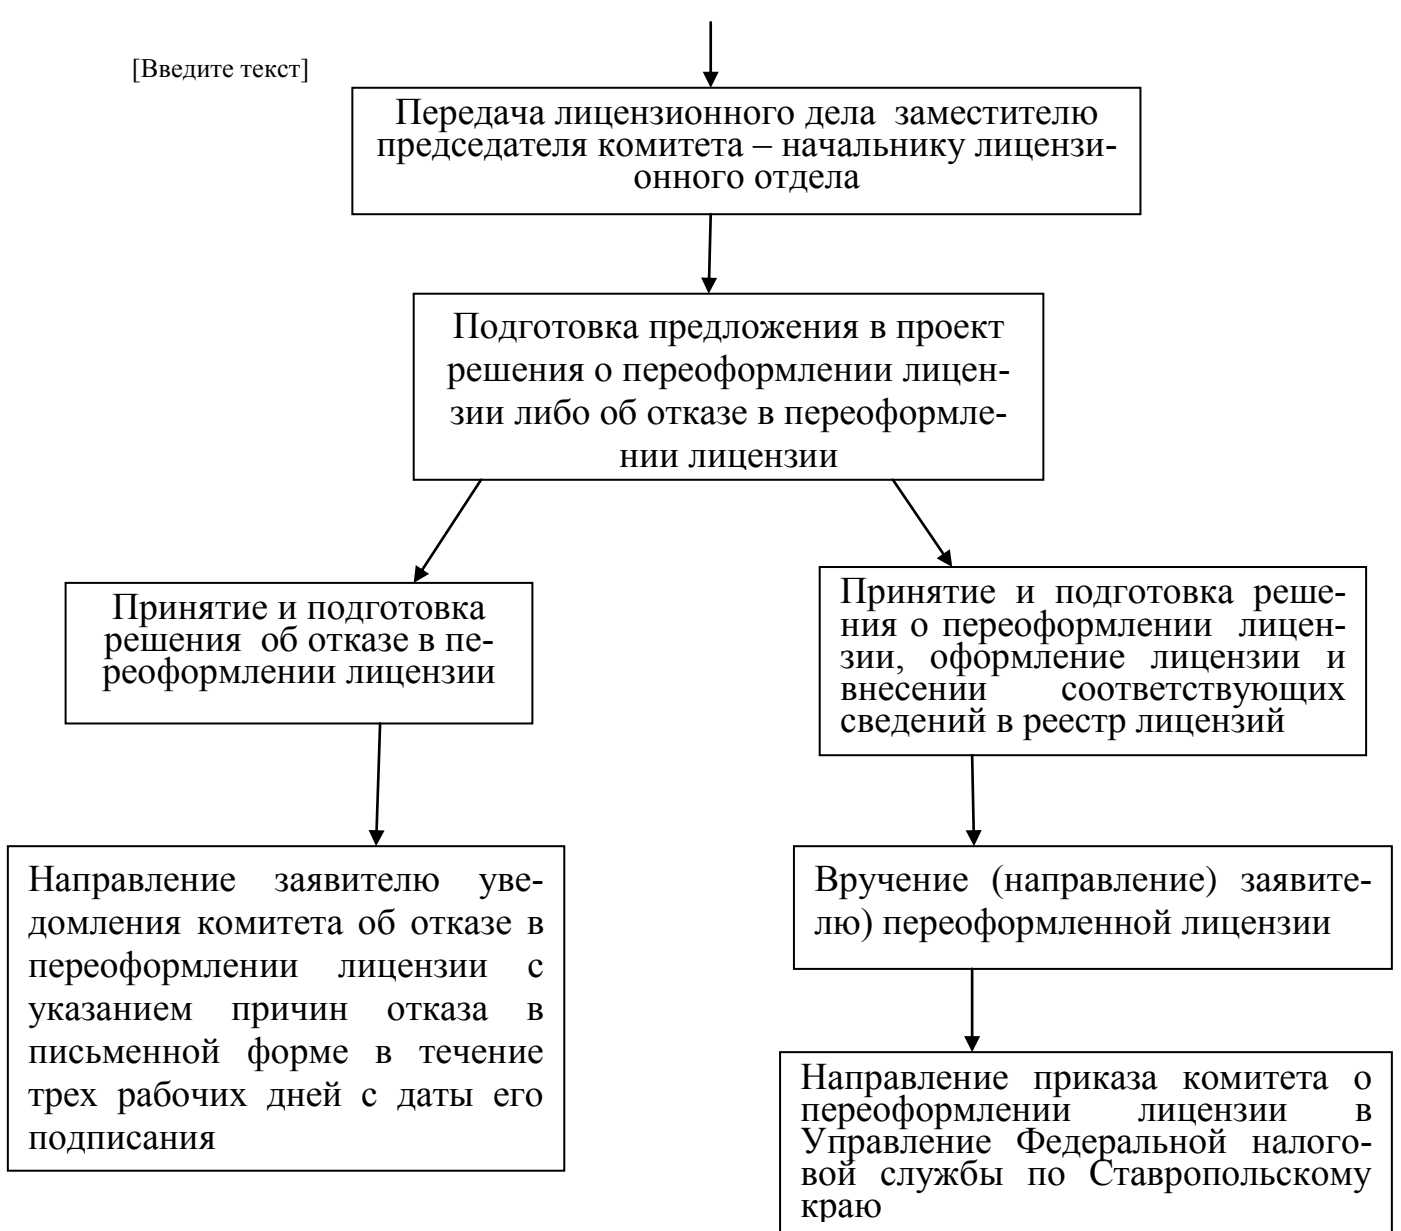 [Введите текст]
Передача лицензионного дела  заместителю
председателя комитета – начальнику лицензи-
онного отдела
Подготовка предложения в проект
решения о переоформлении лицен-
зии либо об отказе в переоформле-
нии лицензии
Принятие и подготовка
решения  об отказе в пе-
реоформлении лицензии
Принятие и подготовка реше-
ния о переоформлении лицен-
зии, оформление лицензии и
внесении соответствующих
сведений в реестр лицензий
Направление заявителю уве-
домления комитета об отказе в
переоформлении лицензии с
указанием причин отказа в
письменной форме в течение
трех рабочих дней с даты его
подписания
Вручение (направление) заявите-
лю) переоформленной лицензии
Направление приказа комитета о
переоформлении лицензии в
Управление Федеральной налого-
вой службы по Ставропольскому
краю